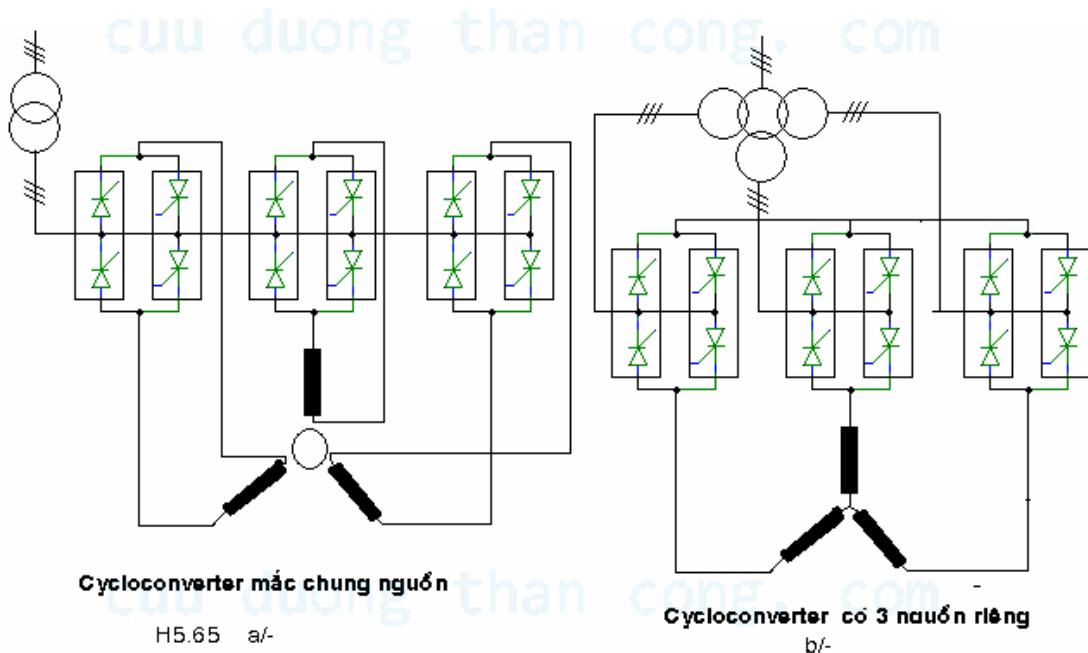 cuu duong than cong. com
Cycloconverter mắc chung nguồn
H5.65 a/-
Cycloconverter có 3 nguồn riêng
b/-
cuu duong than cong. com